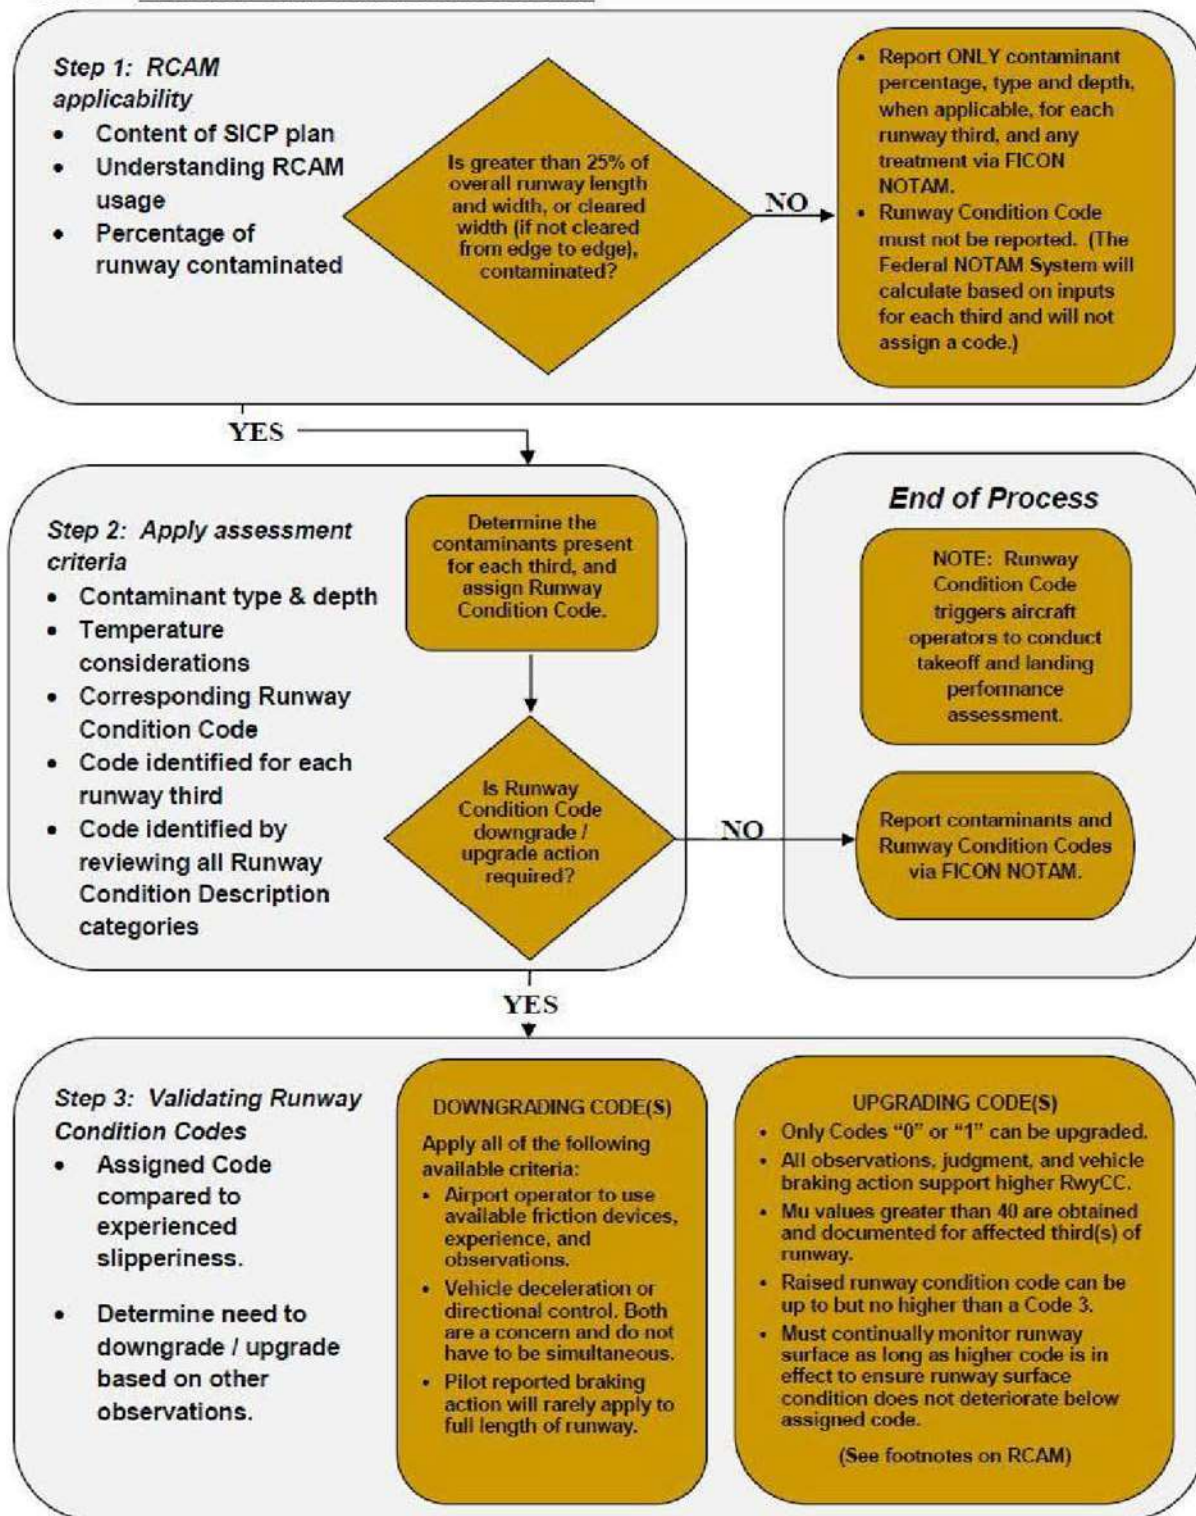 Step 1: RCAM
applicability
• Content of SICP plan
• Understanding RCAM
usage
• Percentage of
runway contaminated
Is greater than 25% of
overall runway length
and width, or cleared
width (if not cleared
from edge to edge),
contaminated?
NO
• Report ONLY contaminant
percentage, type and depth,
when applicable, for each
runway third, and any
treatment via FICON
NOTAM.
• Runway Condition Code
must not be reported. (The
Federal NOTAM System will
calculate based on inputs
for each third and will not
assign a code.)
YES
Step 2: Apply assessment
criteria
• Contaminant type & depth
• Temperature
considerations
• Corresponding Runway
Condition Code
• Code identified for each
runway third
• Code identified by
reviewing all Runway
Condition Description
categories
Determine the
contaminants present
for each third, and
assign Runway
Condition Code.
Is Runway
Condition Code
downgrade /
upgrade action
required?
NO
End of Process
NOTE: Runway
Condition Code
triggers aircraft
operators to conduct
takeoff and landing
performance
assessment.
Report contaminants and
Runway Condition Codes
via FICON NOTAM.
YES
Step 3: Validating Runway
Condition Codes
• Assigned Code
compared to
experienced
slipperiness.
• Determine need to
downgrade / upgrade
based on other
observations.
DOWNGRADING CODE(S)
Apply all of the following
available criteria:
• Airport operator to use
available friction devices,
experience, and
observations.
• Vehicle deceleration or
directional control. Both
are a concern and do not
have to be simultaneous.
• Pilot reported braking
action will rarely apply to
full length of runway.
UPGRADING CODE(S)
• Only Codes “0” or “1” can be upgraded.
• All observations, judgment, and vehicle
braking action support higher RwyCC.
• Mu values greater than 40 are obtained
and documented for affected third(s) of
runway.
• Raised runway condition code can be
up to but no higher than a Code 3.
• Must continually monitor runway
surface as long as higher code is in
effect to ensure runway surface
condition does not deteriorate below
assigned code.
(See footnotes on RCAM)